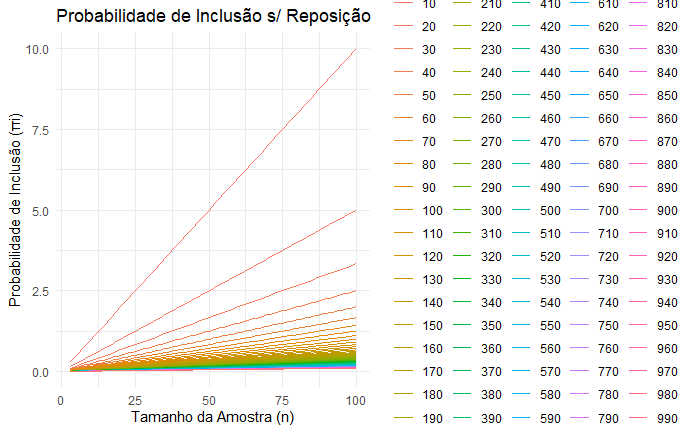 Probabilidade de Inclusão s/ Reposição
Probabilidade de Inclusão (πi)
10.0
7.5
5.0
2.5
0.0
0 25 50 75 100
Tamanho da Amostra (n)
10 210 410 610 810
20 220 420 620 820
30 230 430 630 830
40 240 440 640 840
50 250 450 650 850
60 260 460 660 860
70 270 470 670 870
80 280 480 680 880
90 290 490 690 890
100 300 500 700 900
110 310 510 710 910
120 320 520 720 920
130 330 530 730 930
140 340 540 740 940
150 350 550 750 950
160 360 560 760 960
170 370 570 770 970
180 380 580 780 980
190 390 590 790 990